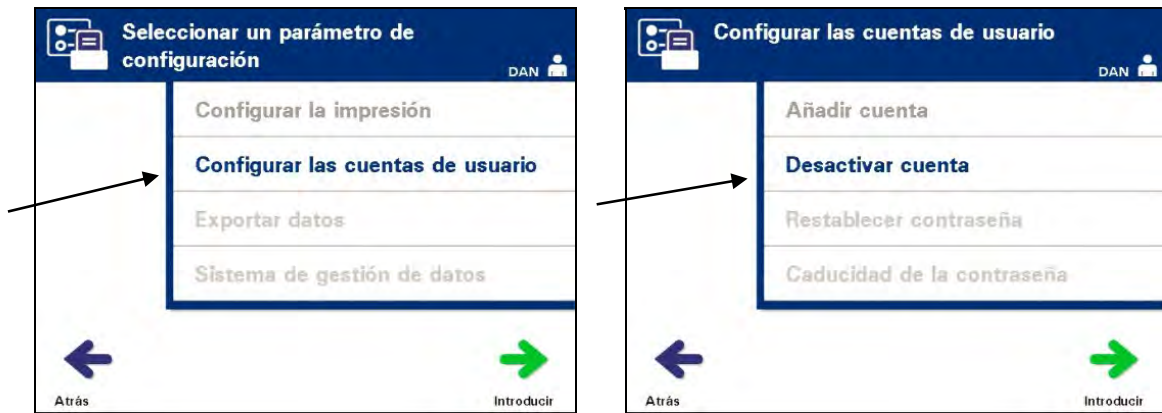 Seleccionar un parámetro de
configuración
DAN
Configurar la impresión
Configurar las cuentas de usuario
Exportar datos
Sistema de gestión de datos
Atrás
Introducir
Configurar las cuentas de usuario
DAN
Añadir cuenta
Desactivar cuenta
Restablecer contraseña
Caducidad de la contraseña
Atrás
Introducir